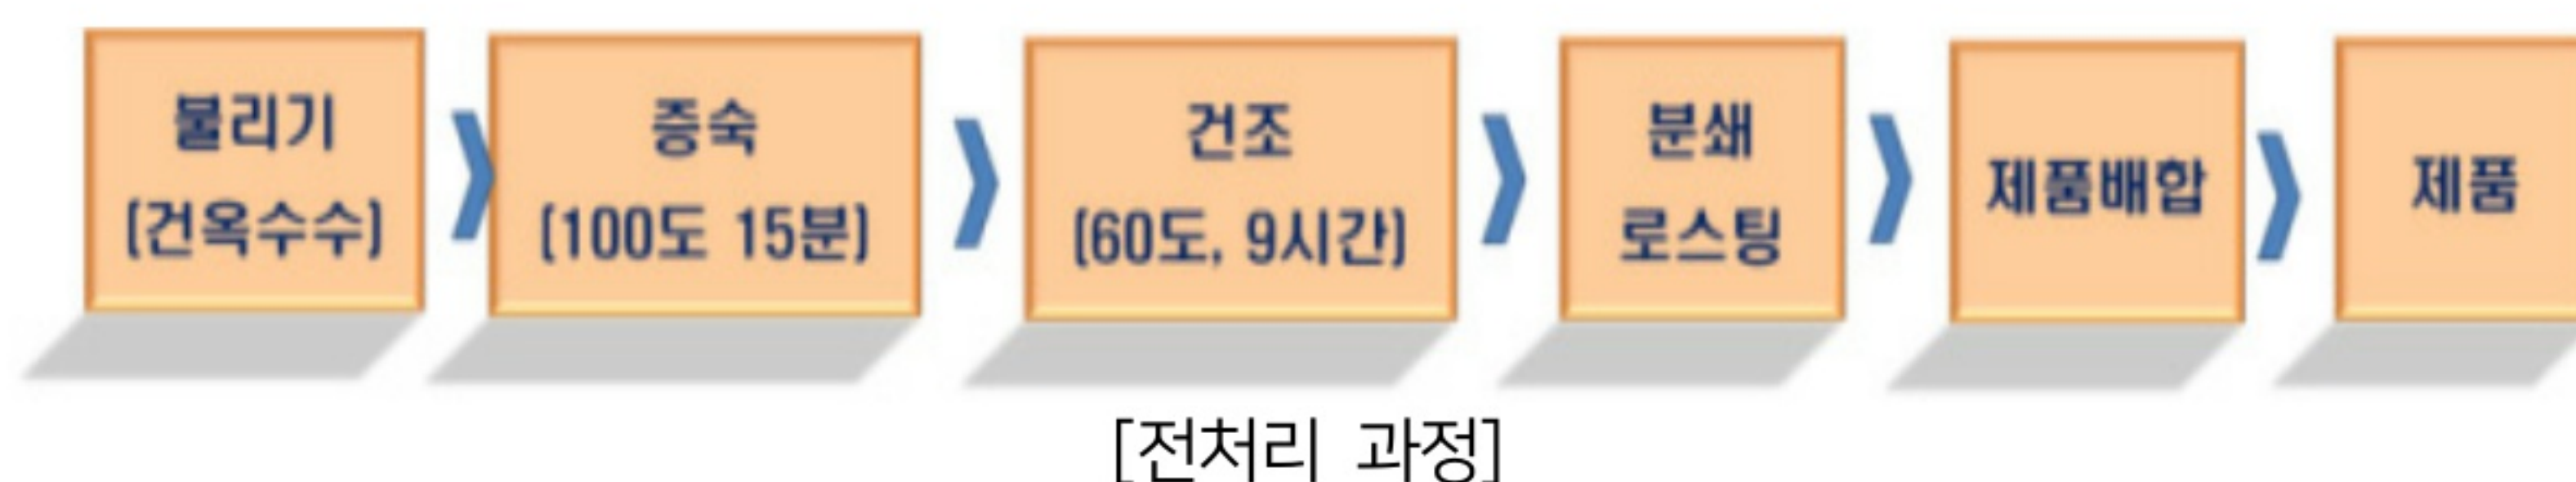 불리기
(건옥수수)
증숙
(100도 15분)
건조
(60도, 9시간)
분쇄
로스팅
제품배합
제품
[전처리 과정]